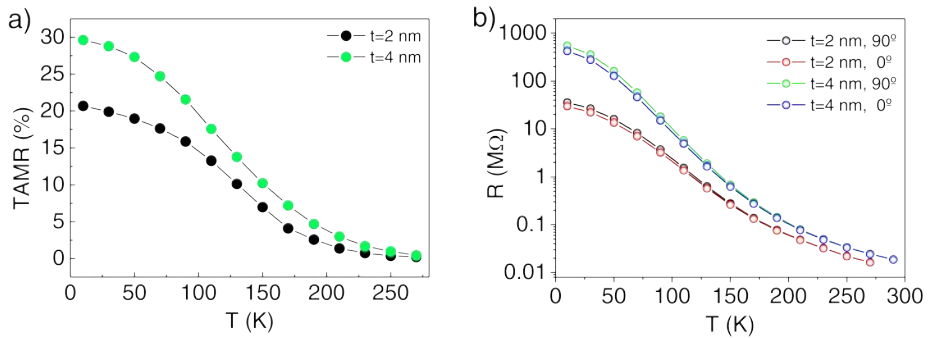 a)
TAMR (%)
30
25
20
15
10
5
0
t=2 nm
t=4 nm
0 50 100 150 200 250
T (K)
b)
R (MΩ)
1000
100
10
1
0.1
0.01
t=2 nm, 90º
t=2 nm, 0º
t=4 nm, 90º
t=4 nm, 0º
0 50 100 150 200 250 300
T (K)